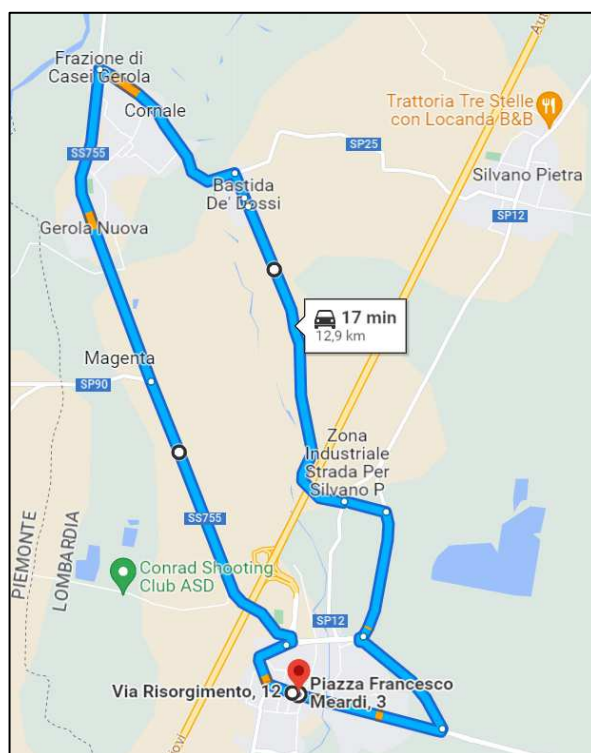 Frazione di
Casei Gerola
Cornale
Trattoria Tre Stelle
con Locanda B&B
SS755
SP25
Silvano Pietra
Bastida
De' Dossi
SP12
Gerola Nuova
17 min
12,9 km
Magenta
SP90
Zona
Industriale
Strada Per
Silvano P
SS755
PIEMONTE
LOMBARDIA
Conrad Shooting
Club ASD
SP12
Via Risorgimento, 12
Piazza Francesco
Meardi, 3